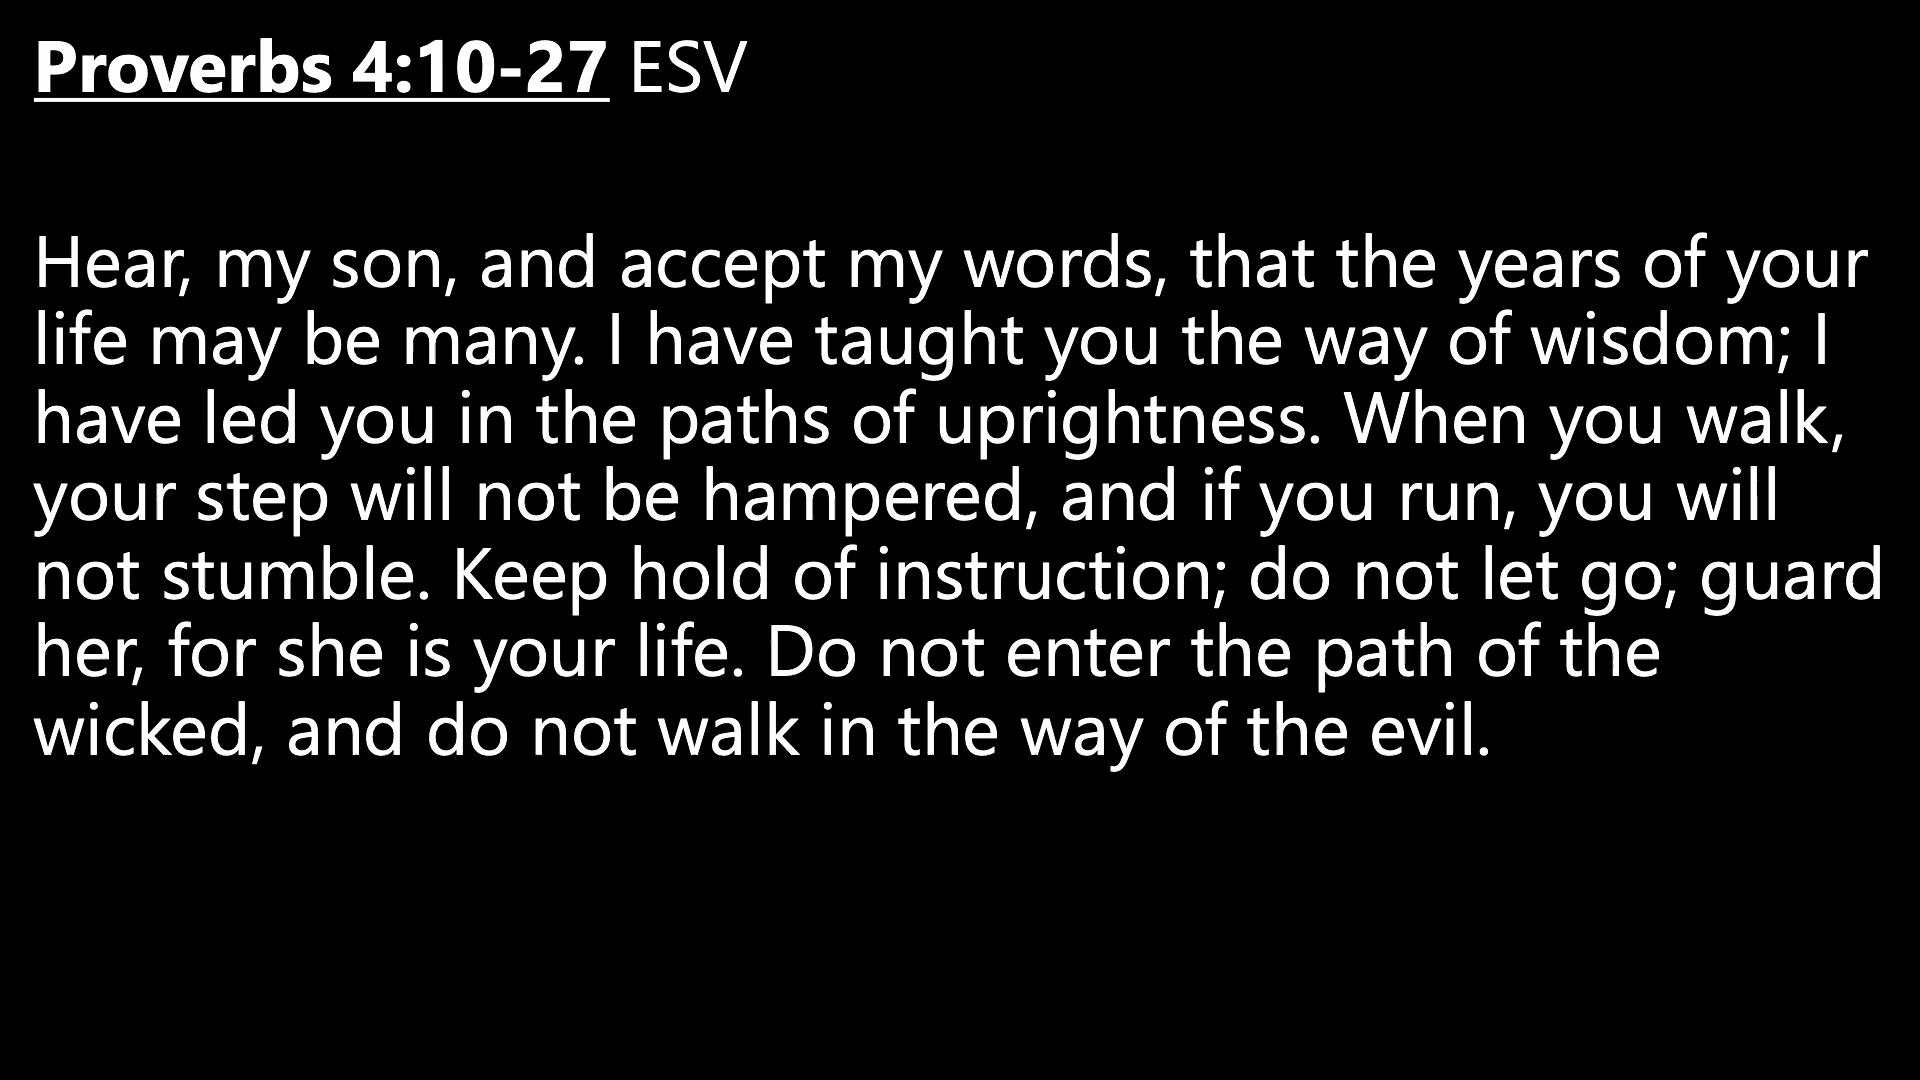 Proverbs 4:10-27 ESV
Hear, my son, and accept my words, that the years of your
life may be many. I have taught you the way of wisdom; I
have led you in the paths of uprightness. When you walk,
your step will not be hampered, and if you run, you will
not stumble. Keep hold of instruction; do not let go; guard
her, for she is your life. Do not enter the path of the
wicked, and do not walk in the way of the evil.